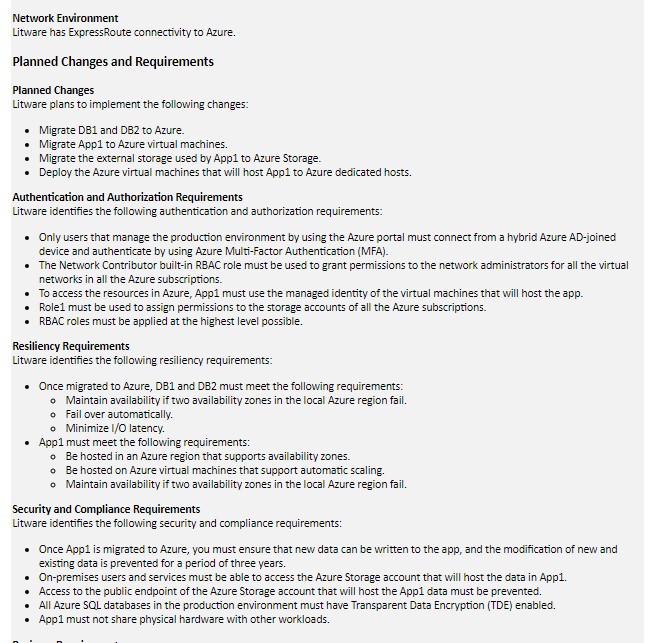 Network Environment
Litware has ExpressRoute connectivity to Azure.
Planned Changes and Requirements
Planned Changes
Litware plans to implement the following changes:
• Migrate DB1 and DB2 to Azure.
• Migrate App1 to Azure virtual machines.
• Migrate the external storage used by App1 to Azure Storage.
• Deploy the Azure virtual machines that will host App1 to Azure dedicated hosts.
Authentication and Authorization Requirements
Litware identifies the following authentication and authorization requirements:
• Only users that manage the production environment by using the Azure portal must connect from a hybrid Azure AD-joined
device and authenticate by using Azure Multi-Factor Authentication (MFA).
• The Network Contributor built-in RBAC role must be used to grant permissions to the network administrators for all the virtual
networks in all the Azure subscriptions.
• To access the resources in Azure, App1 must use the managed identity of the virtual machines that will host the app.
• Role1 must be used to assign permissions to the storage accounts of all the Azure subscriptions.
• RBAC roles must be applied at the highest level possible.
Resiliency Requirements
Litware identifies the following resiliency requirements:
• Once migrated to Azure, DB1 and DB2 must meet the following requirements:
o Maintain availability if two availability zones in the local Azure region fail.
o Fail over automatically.
o Minimize I/O latency.
• App1 must meet the following requirements:
o Be hosted in an Azure region that supports availability zones.
o Be hosted on Azure virtual machines that support automatic scaling.
o Maintain availability if two availability zones in the local Azure region fail.
Security and Compliance Requirements
Litware identifies the following security and compliance requirements:
• Once App1 is migrated to Azure, you must ensure that new data can be written to the app, and the modification of new and
existing data is prevented for a period of three years.
• On-premises users and services must be able to access the Azure Storage account that will host the data in App1.
• Access to the public endpoint of the Azure Storage account that will host the App1 data must be prevented.
• All Azure SQL databases in the production environment must have Transparent Data Encryption (TDE) enabled.
• App1 must not share physical hardware with other workloads.